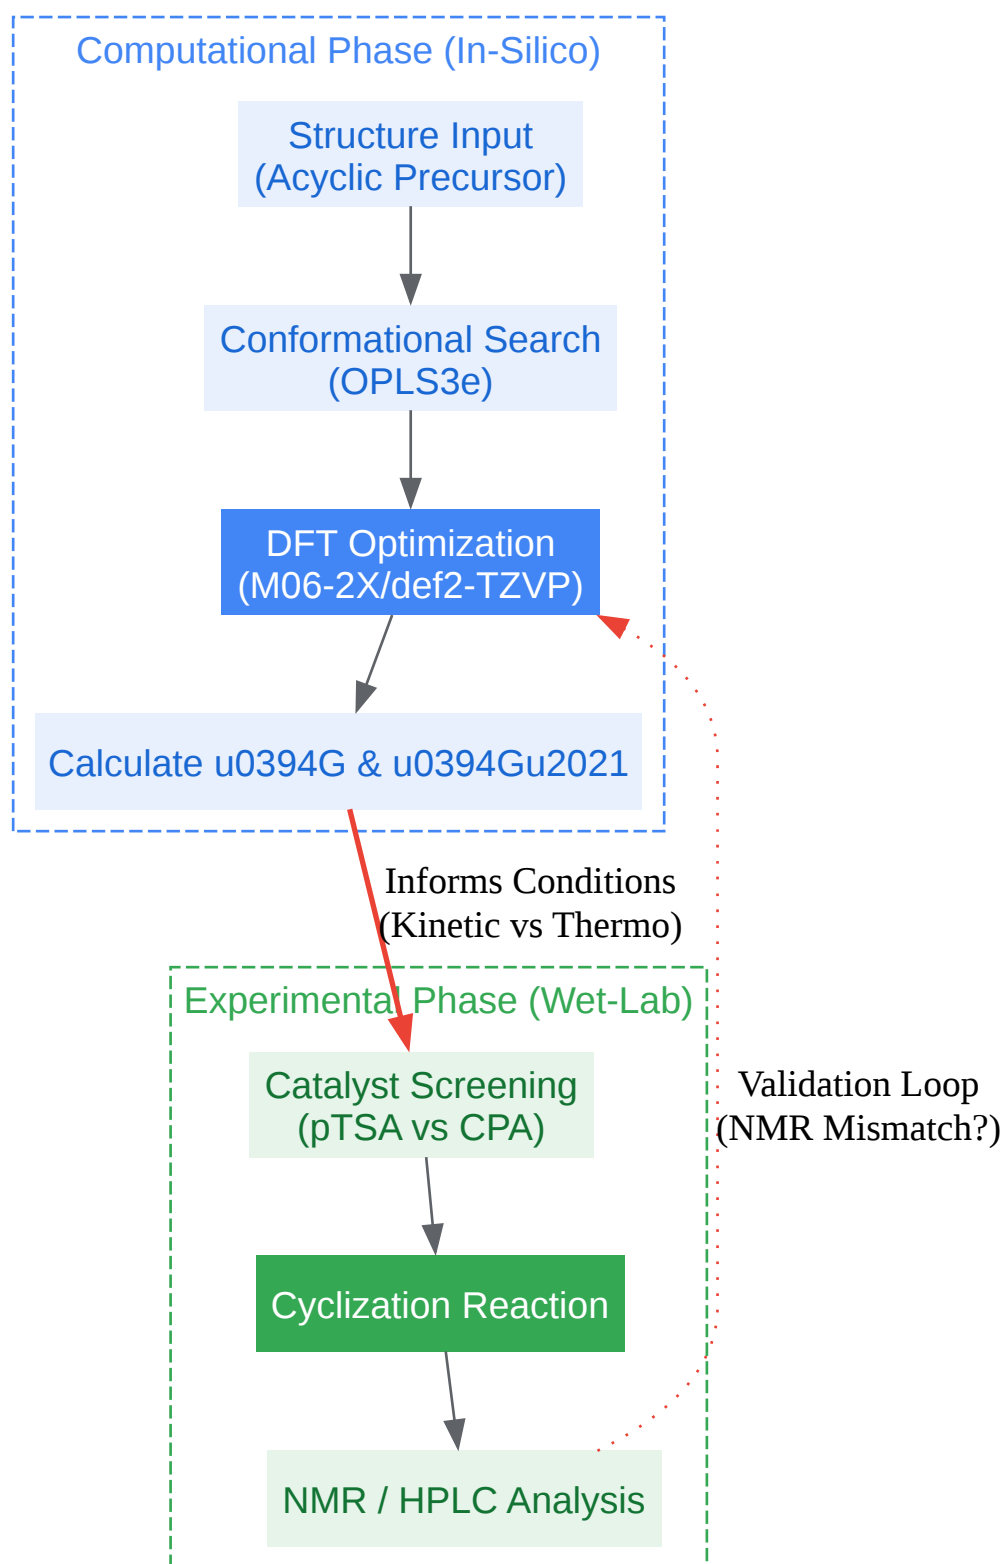 Computational Phase (In-Silico)
Structure Input
(Acyclic Precursor)
Conformational Search
(OPLS3e)
DFT Optimization
(M06-2X/def2-TZVP)
Calculate u0394G & u0394Gu2021
Informs Conditions
(Kinetic vs Thermo)
Experimental Phase (Wet-Lab)
Catalyst Screening
(pTSA vs CPA)
Validation Loop
(NMR Mismatch?)
Cyclization Reaction
NMR / HPLC Analysis